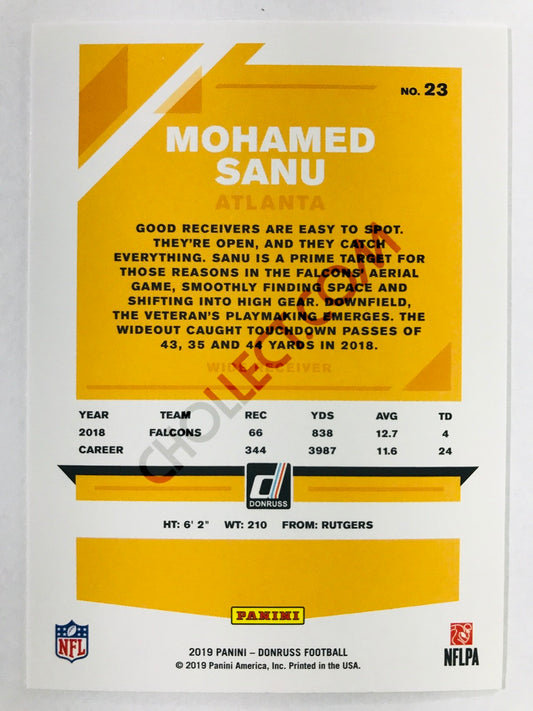 NO. 23
MOHAMED
SANU
ATLANTA
GOOD RECEIVERS ARE EASY TO SPOT.
THEY'RE OPEN, AND THEY CATCH
EVERYTHING. SANU IS A PRIME TARGET FOR
THOSE REASONS IN THE FALCONS' AERIAL
GAME, SMOOTHLY FINDING SPACE AND
SHIFTING INTO HIGH GEAR. DOWNFIELD,
THE VETERAN'S PLAYMAKING EMERGES. THE
WIDEOUT CAUGHT TOUCHDOWN PASSES OF
43, 35 AND 44 YARDS IN 2018.
WIDE RECEIVER
CHOLLECT.COM
YEAR TEAM REC YDS AVG TD
2018 FALCONS 66 838 12.7 4
CAREER 344 3987 11.6 24
DONRUSS
HT: 6' 2" WT: 210 FROM: RUTGERS
PANINI
NFL
2019 PANINI – DONRUSS FOOTBALL
© 2019 Panini America, Inc. Printed in the USA.
NFLPA